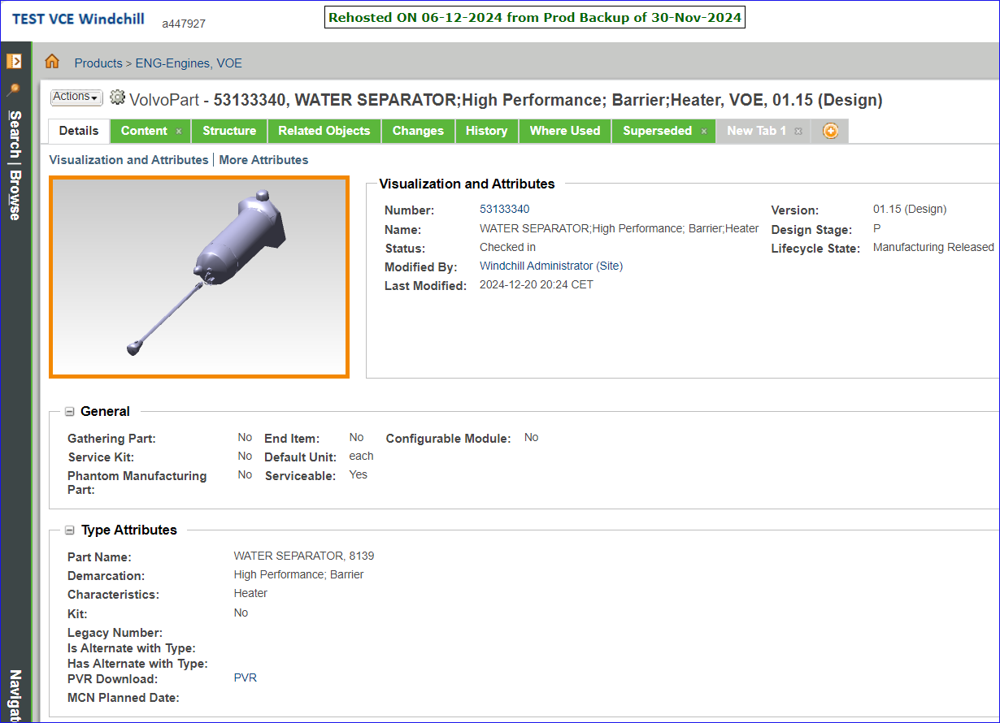 TEST VCE Windchill a447927 Rehosted ON 06-12-2024 from Prod Backup of 30-Nov-2024
Products > ENG-Engines, VOE
Actions VolvoPart - 53133340, WATER SEPARATOR;High Performance; Barrier;Heater, VOE, 01.15 (Design)
Details Content Structure Related Objects Changes History Where Used Superseded New Tab 1
Search | Browse
Visualization and Attributes | More Attributes
Visualization and Attributes
Number: 53133340 Version: 01.15 (Design)
Name: WATER SEPARATOR;High Performance; Barrier;Heater Design Stage: P
Status: Checked in Lifecycle State: Manufacturing Released
Modified By: Windchill Administrator (Site)
Last Modified: 2024-12-20 20:24 CET
General
Gathering Part: No End Item: No Configurable Module: No
Service Kit: No Default Unit: each
Phantom Manufacturing No Serviceable: Yes
Part:
Type Attributes
Part Name: WATER SEPARATOR, 8139
Demarcation: High Performance; Barrier
Characteristics: Heater
Kit: No
Legacy Number:
Is Alternate with Type:
Has Alternate with Type:
PVR Download: PVR
MCN Planned Date:
Navigat